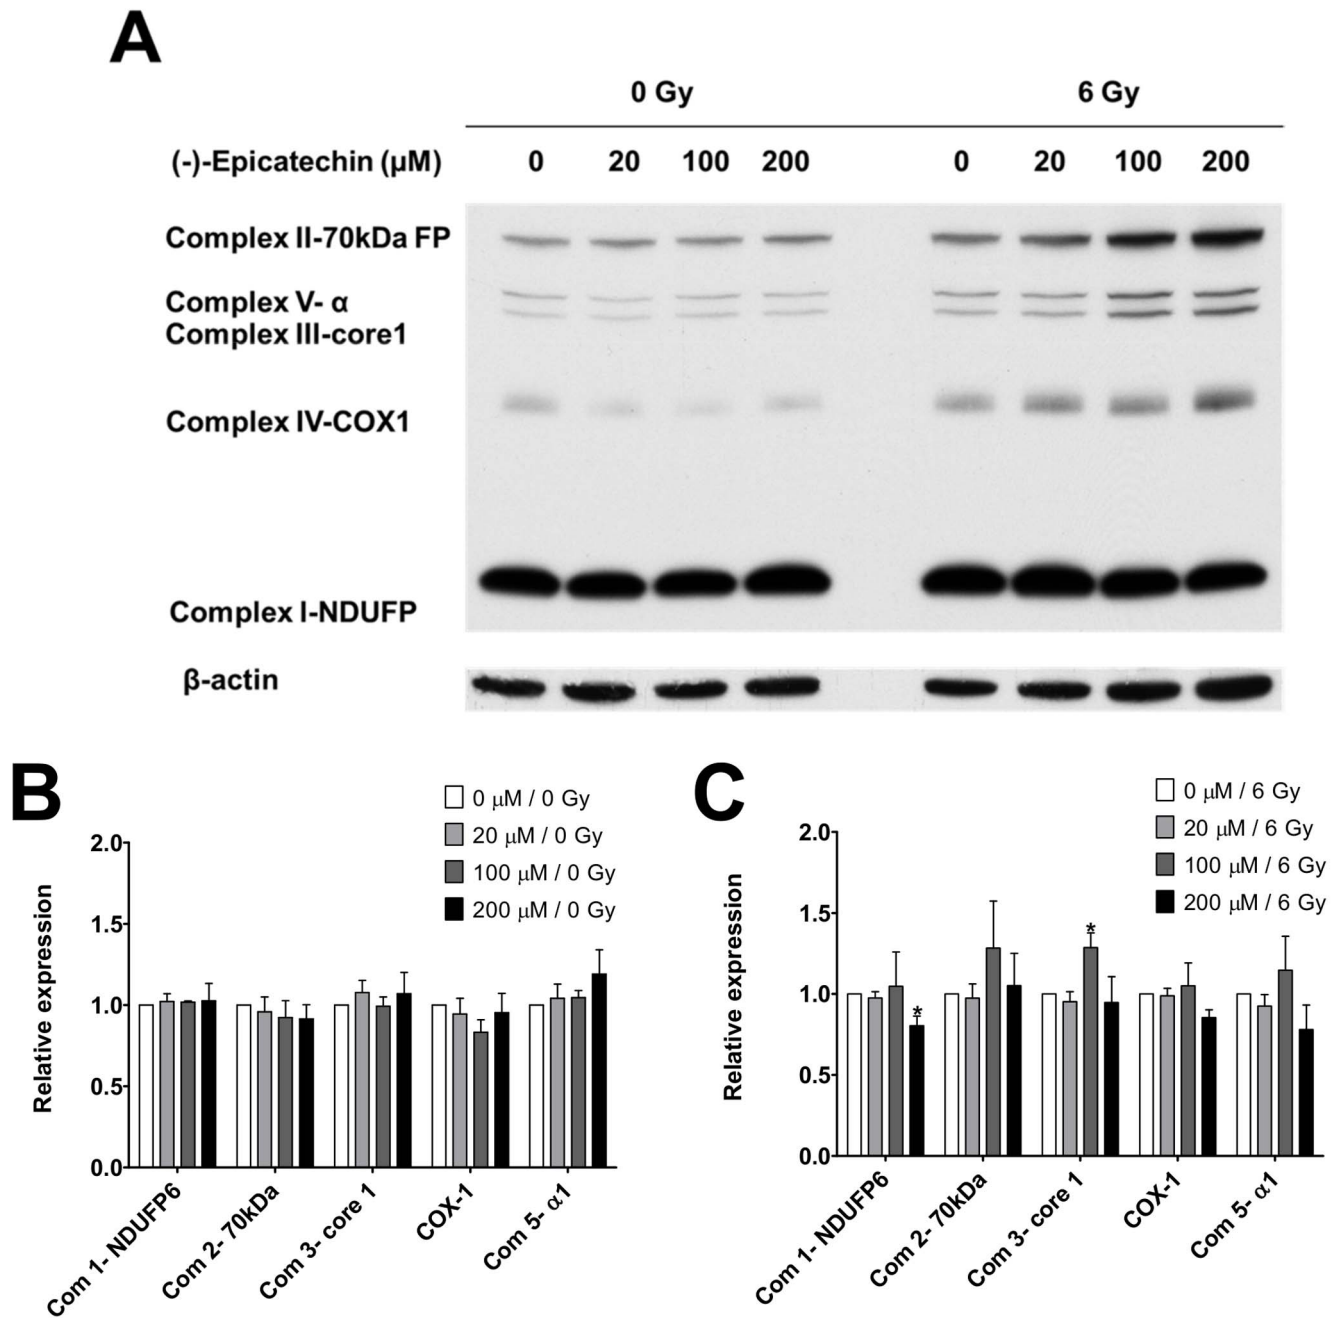 A
0 Gy 6 Gy
(-)-Epicatechin (µM) 0 20 100 200 0 20 100 200
Complex II-70kDa FP
Complex V- α
Complex III-core1
Complex IV-COX1
Complex I-NDUFP
β-actin
B
0 µM / 0 Gy
20 µM / 0 Gy
100 µM / 0 Gy
200 µM / 0 Gy
Relative expression
2.0
1.5
1.0
0.5
0.0
Com 1- NDUFP6
Com 2- 70kDa
Com 3- core 1
COX-1
Com 5- α1
C
0 µM / 6 Gy
20 µM / 6 Gy
100 µM / 6 Gy
200 µM / 6 Gy
Relative expression
2.0
1.5
1.0
0.5
0.0
*
*
Com 1- NDUFP6
Com 2- 70kDa
Com 3- core 1
COX-1
Com 5- α1